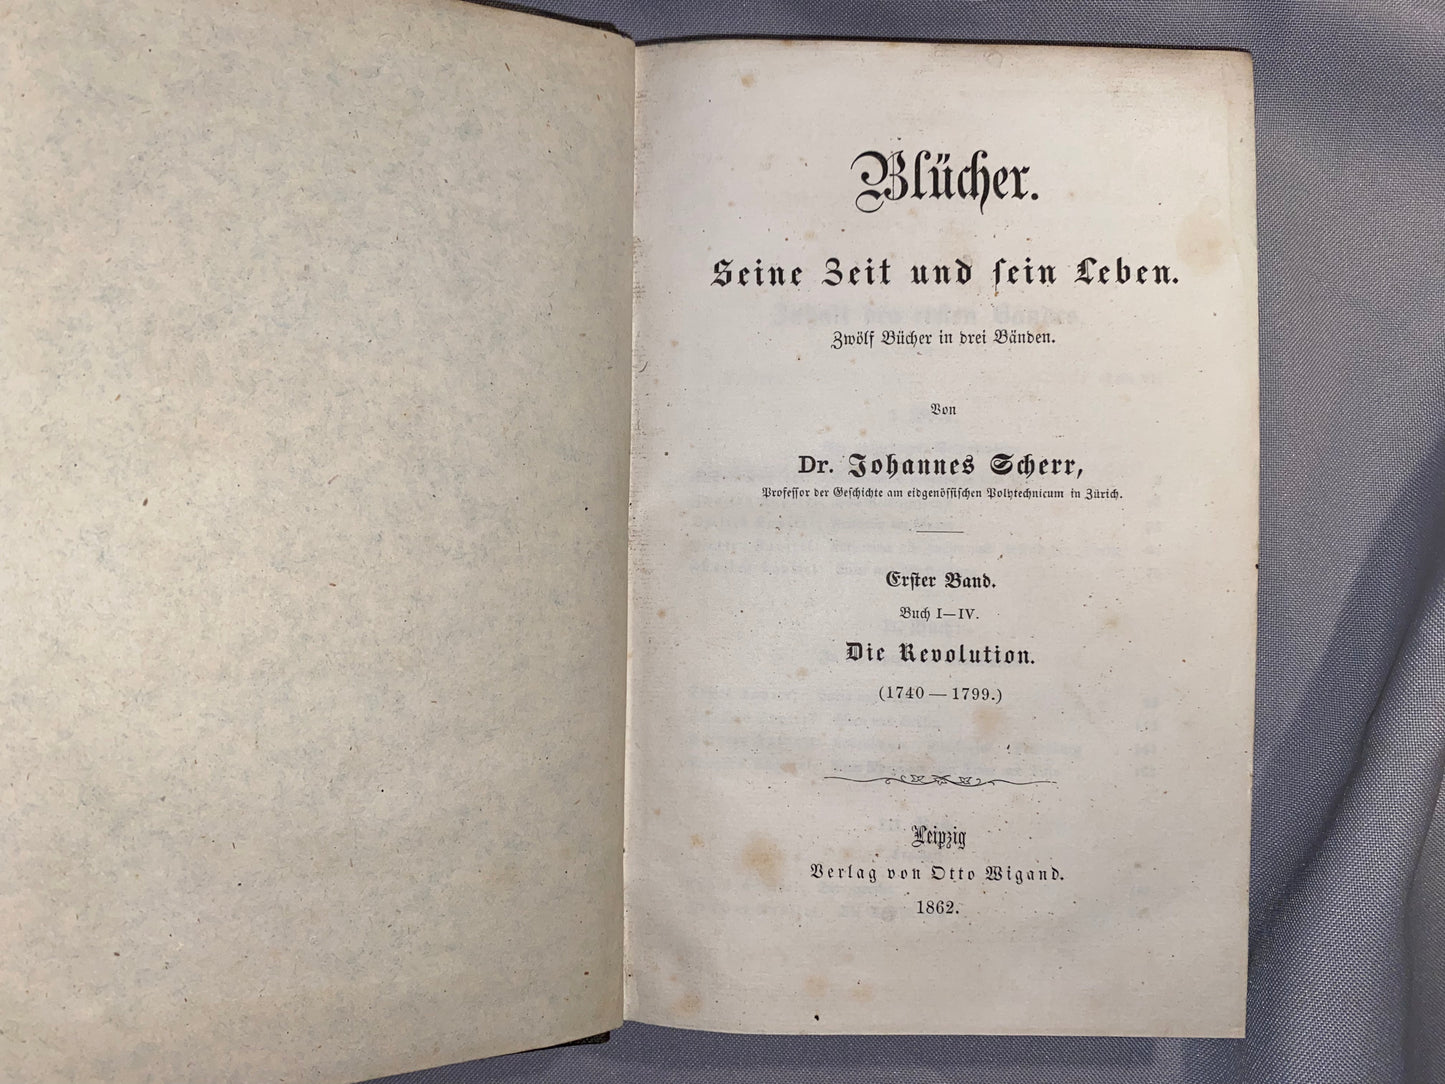 Blücher.
Seine Zeit und ſein Leben.
Zwölf Bücher in drei Bänden.
Von
Dr. Johannes Scherr,
Profeſſor der Geſchichte am eidgenöſſiſchen Polytechnicum in Zürich.
Erſter Band.
Buch I—IV.
Die Revolution.
(1740 — 1799.)
Leipzig
Verlag von Otto Wigand.
1862.